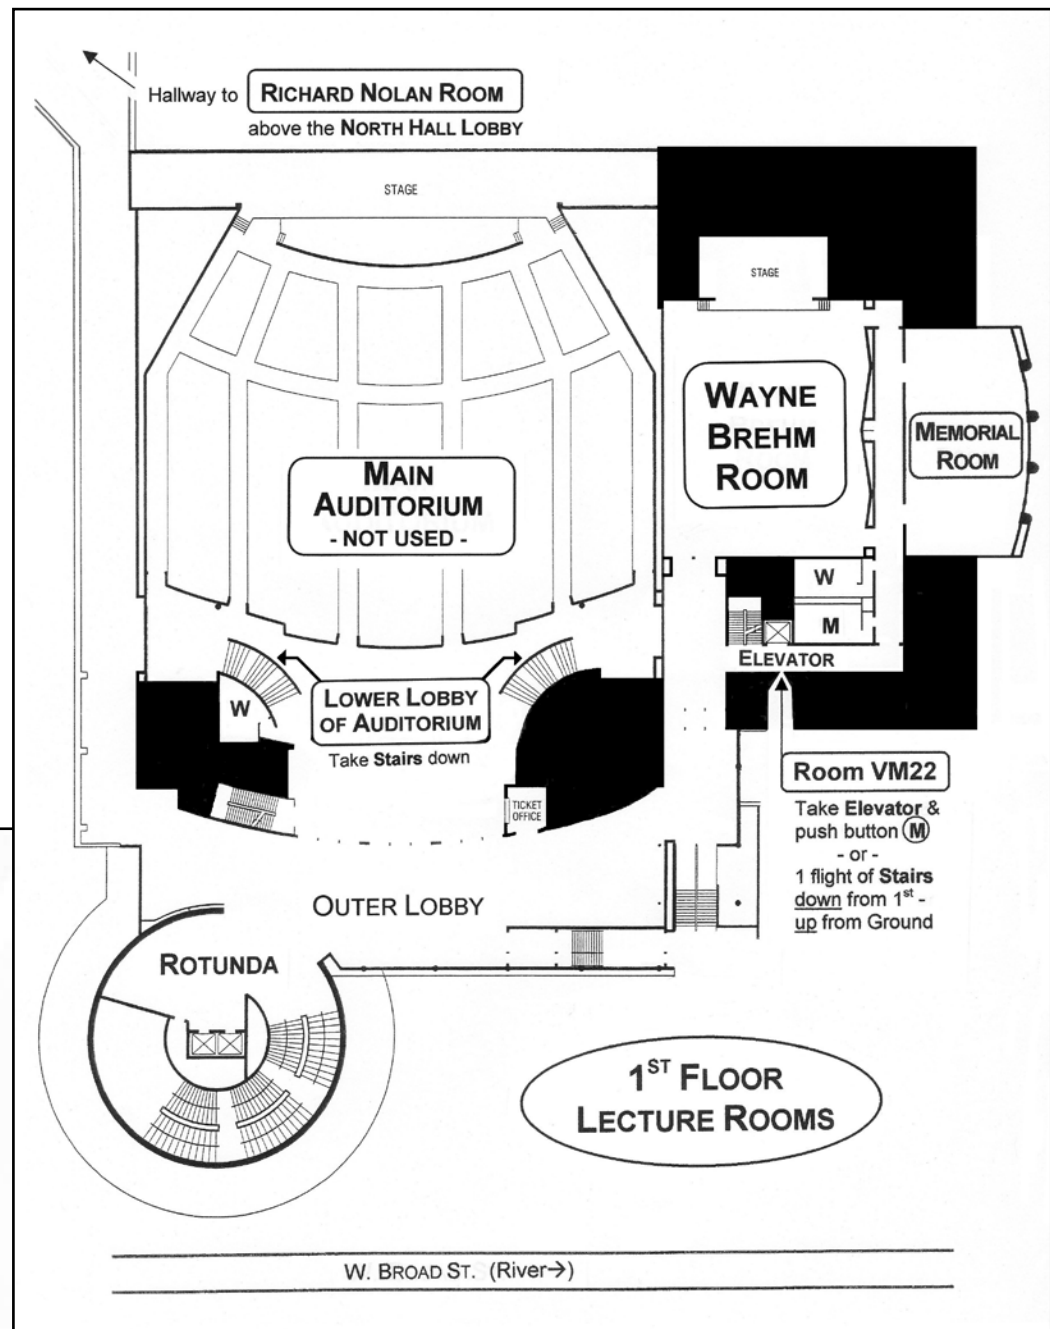 Hallway to RICHARD NOLAN ROOM
above the NORTH HALL LOBBY
STAGE
STAGE
WAYNE
BREHM
ROOM
MEMORIAL
ROOM
MAIN
AUDITORIUM
- NOT USED -
W
M
ELEVATOR
LOWER LOBBY
OF AUDITORIUM
Take Stairs down
W
TICKET
OFFICE
Room VM22
Take Elevator &
push button M
- or -
1 flight of Stairs
down from 1st -
up from Ground
OUTER LOBBY
ROTUNDA
1ST FLOOR
LECTURE ROOMS
W. BROAD ST. (River→)